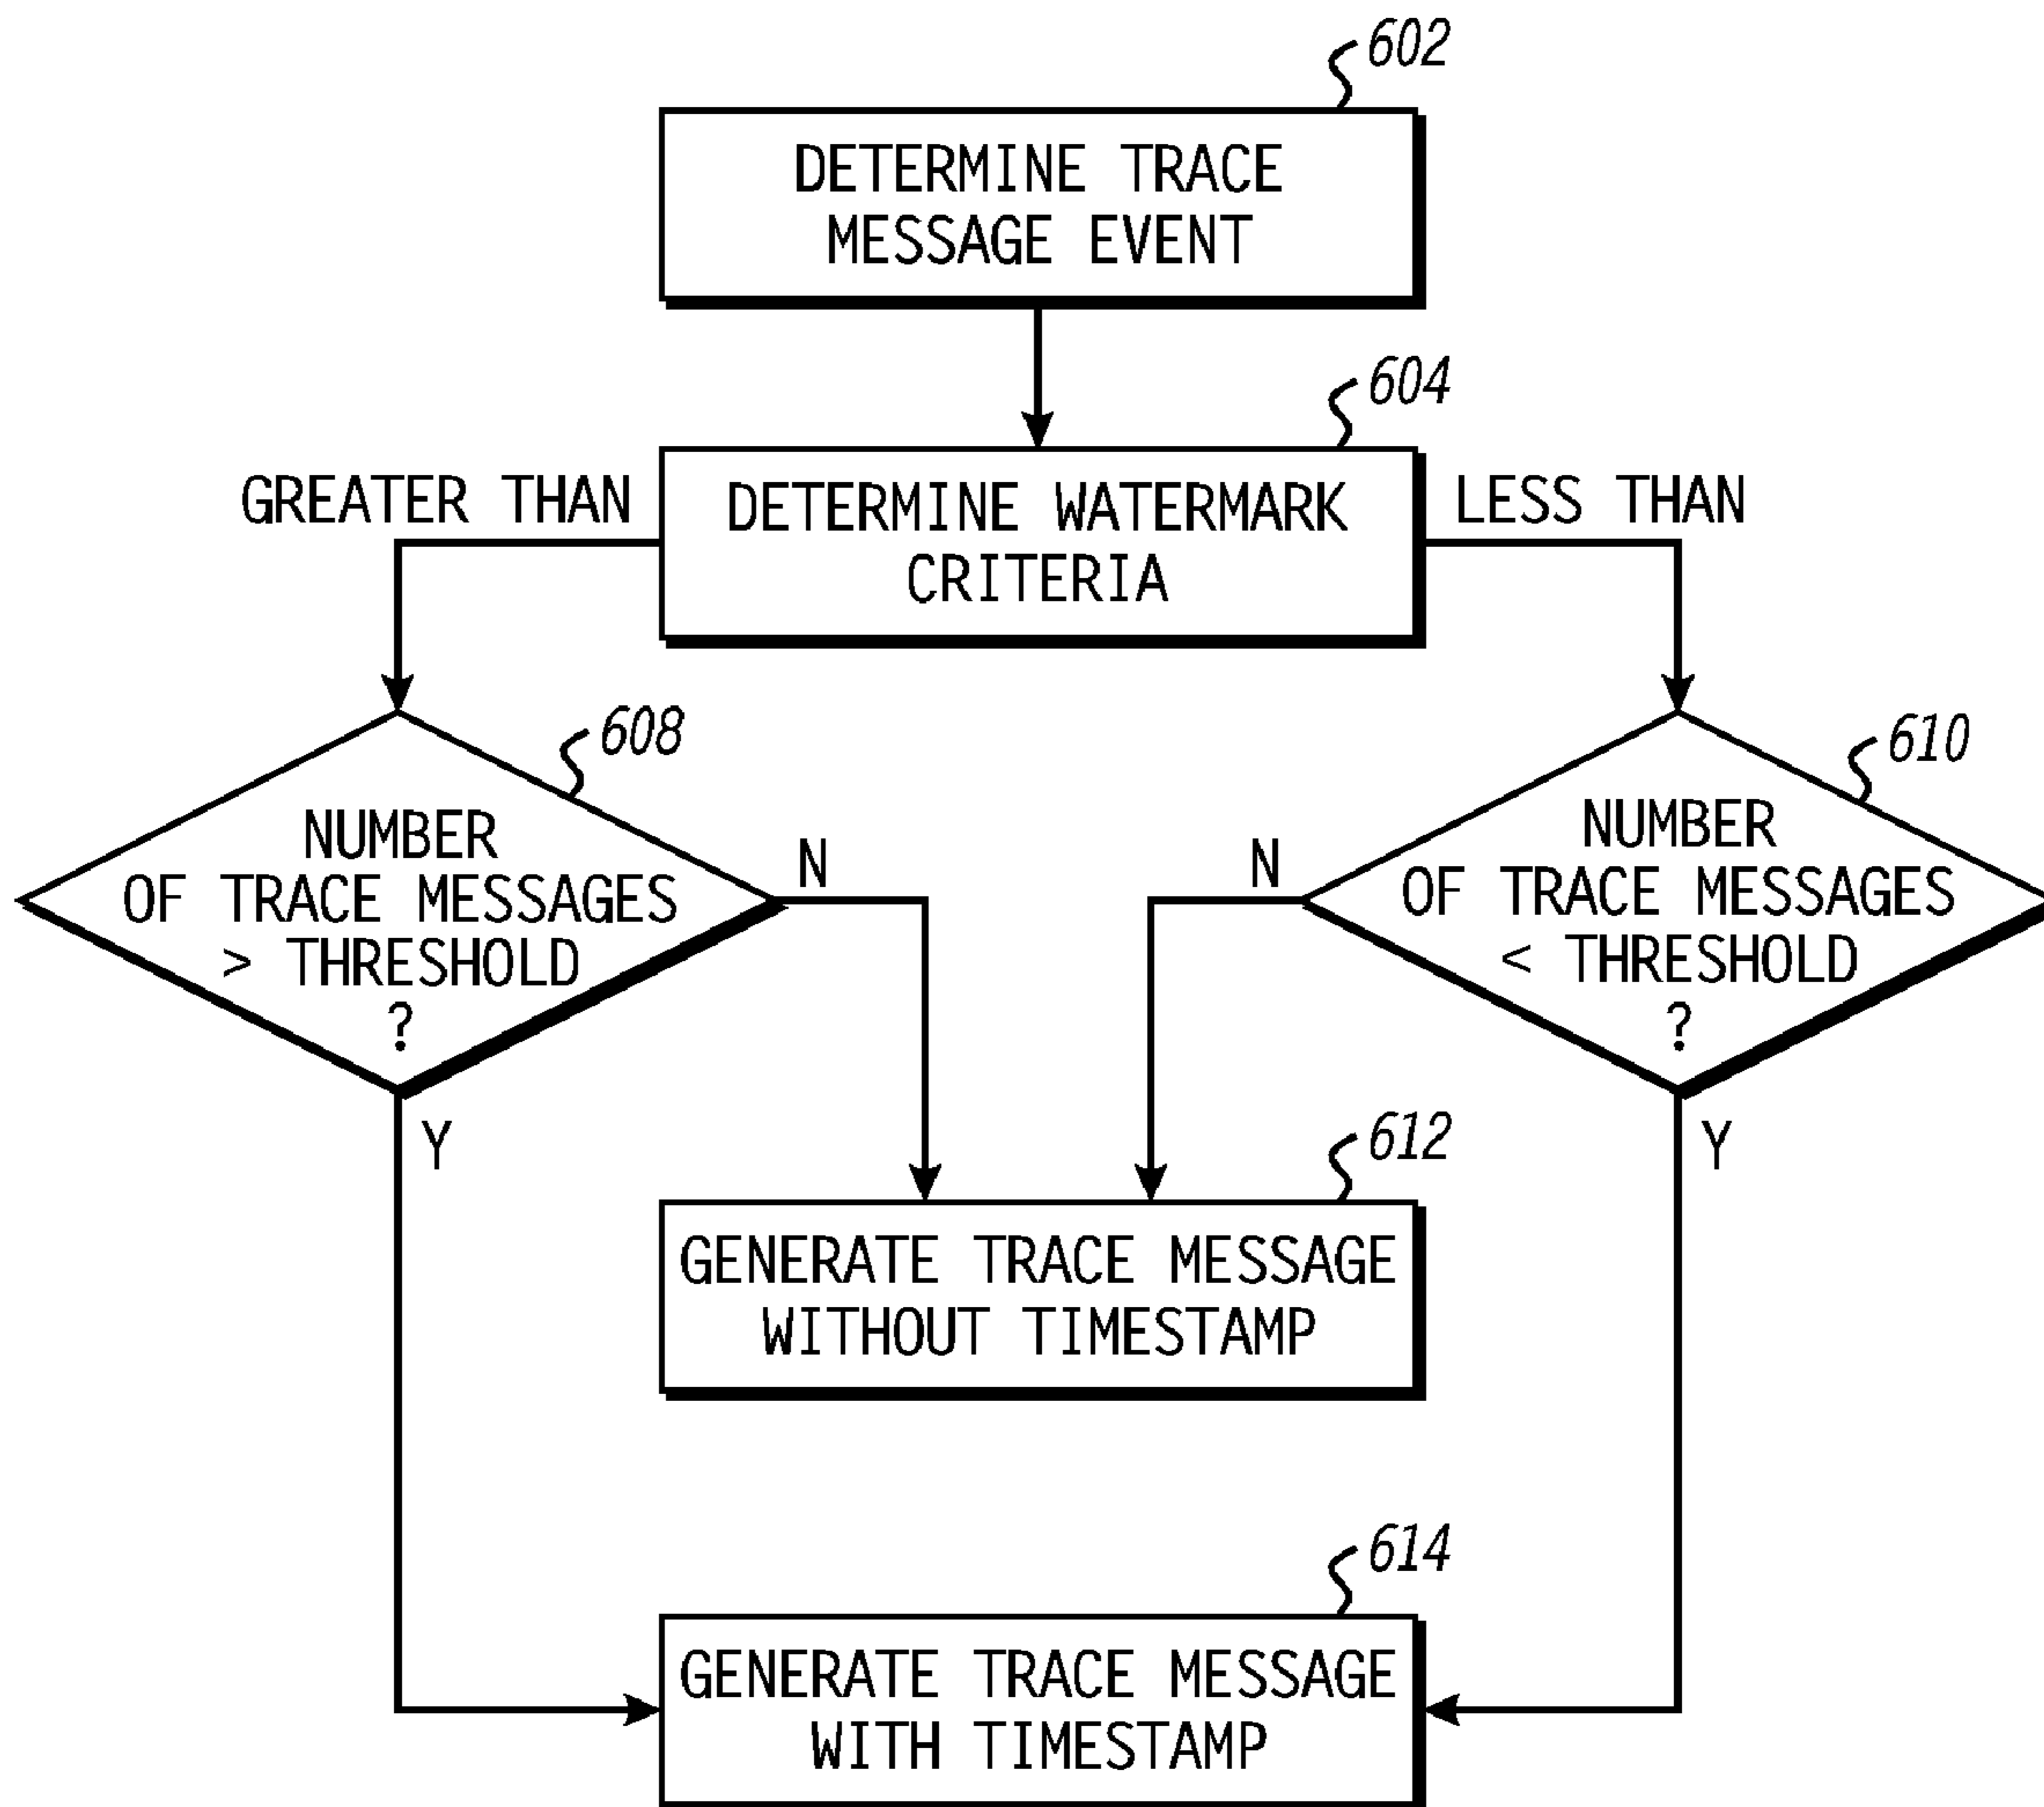 602
DETERMINE TRACE
MESSAGE EVENT
604
GREATER THAN
DETERMINE WATERMARK
CRITERIA
LESS THAN
608
NUMBER
OF TRACE MESSAGES
> THRESHOLD
?
N
Y
610
NUMBER
OF TRACE MESSAGES
< THRESHOLD
?
N
Y
612
GENERATE TRACE MESSAGE
WITHOUT TIMESTAMP
614
GENERATE TRACE MESSAGE
WITH TIMESTAMP